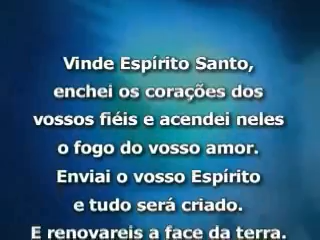 Vinde Espírito Santo,
enchei os corações dos
vossos fiéis e acendei neles
o fogo do vosso amor.
Enviai o vosso Espírito
e tudo será criado.
E renovareis a face da terra.